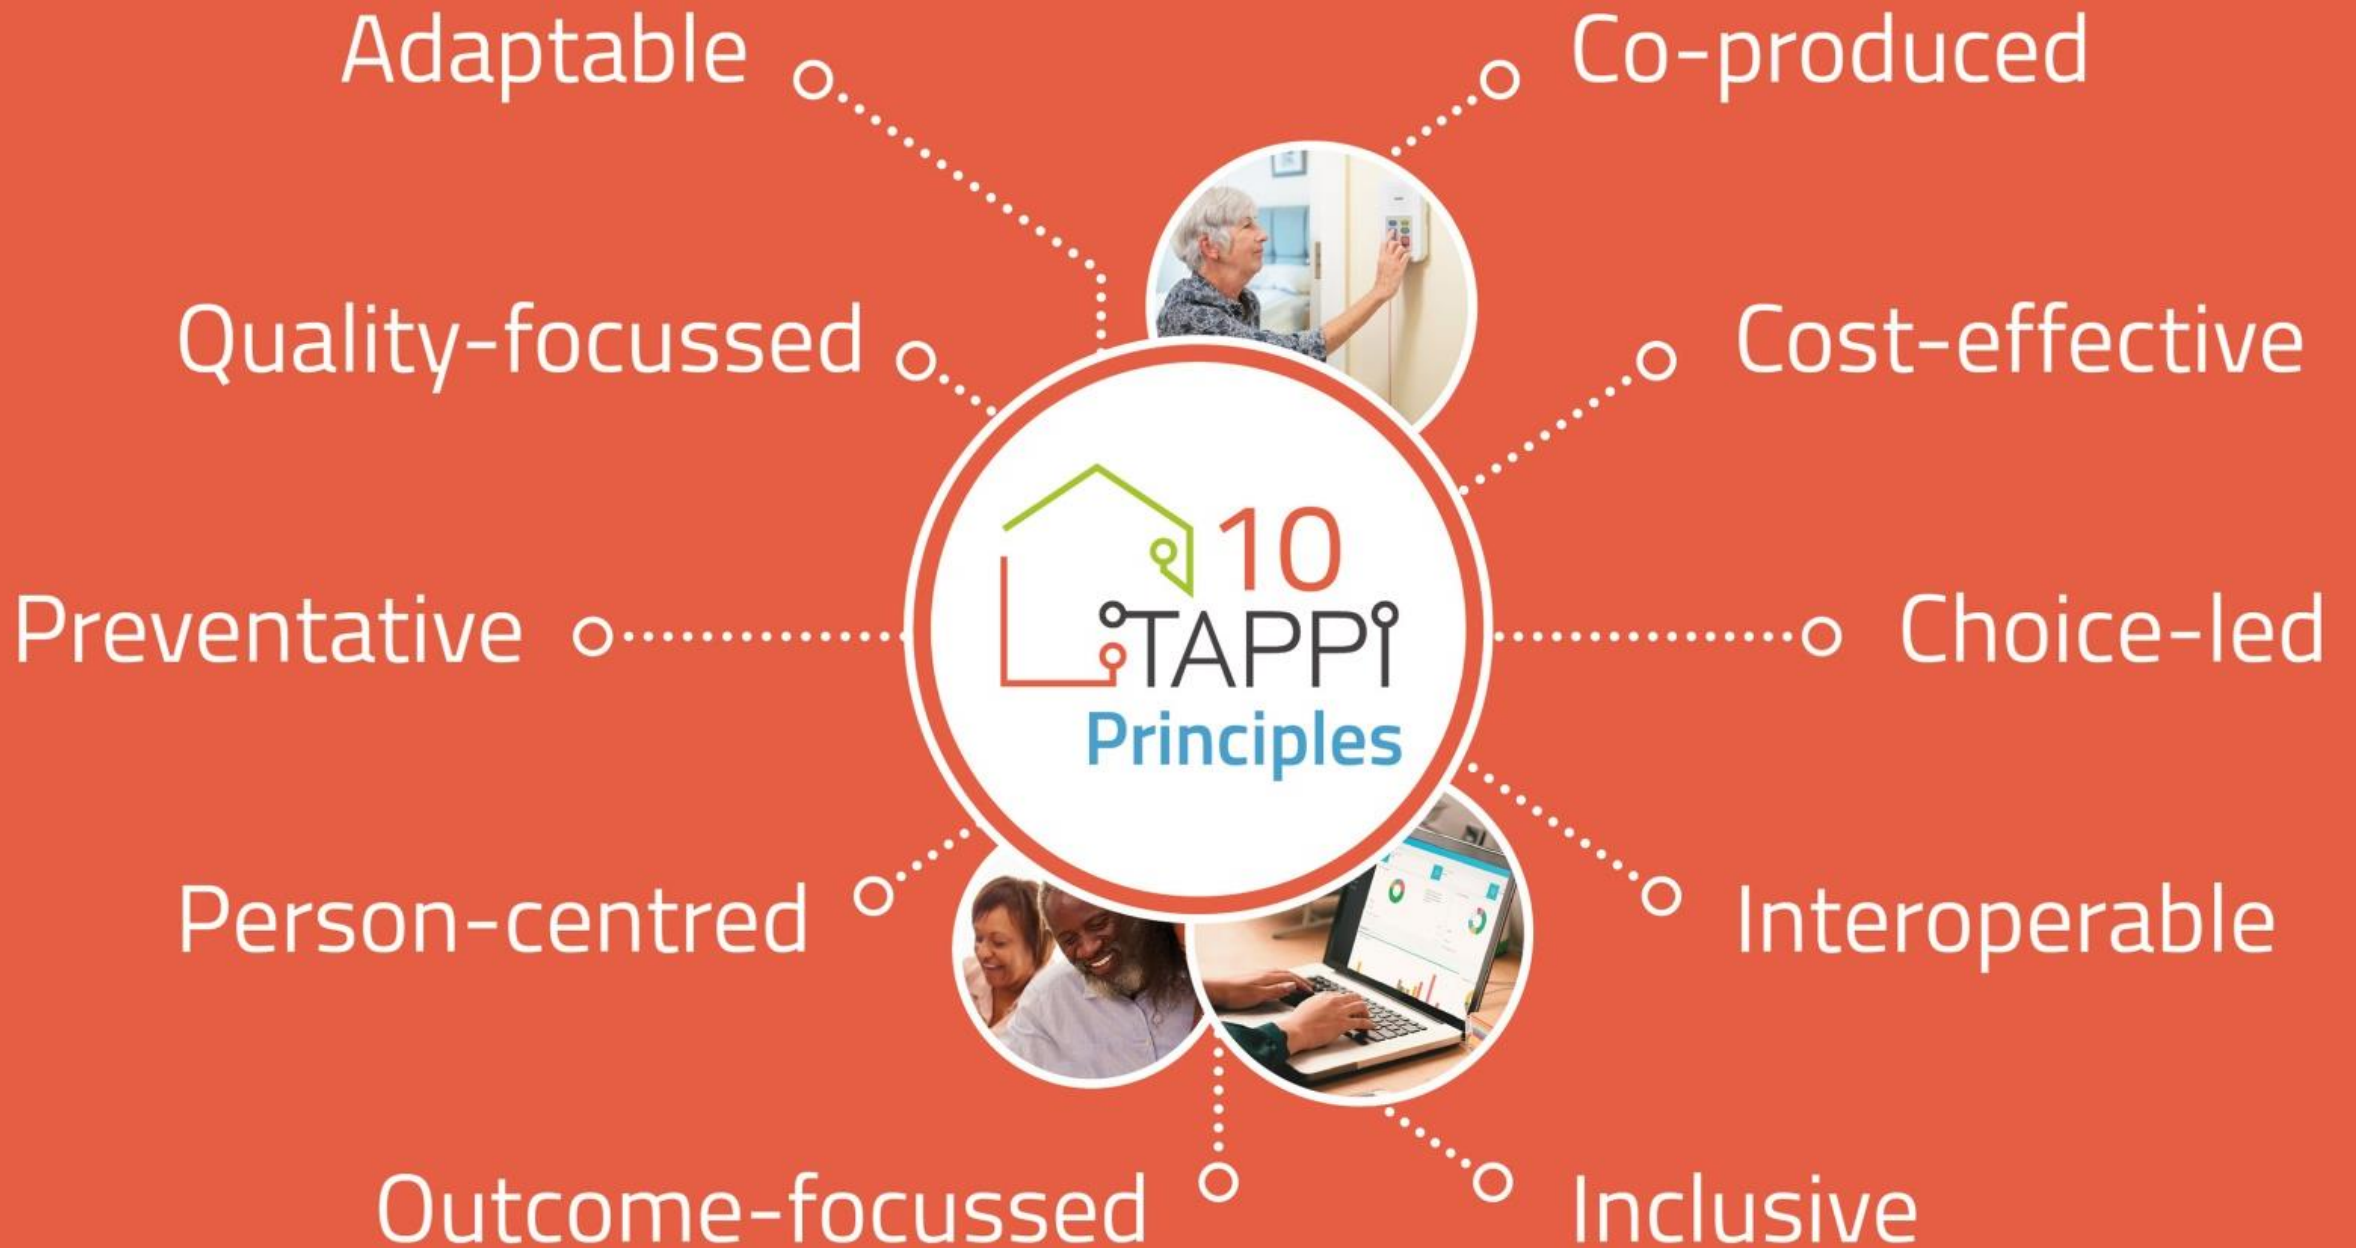 Adaptable
Co-produced
Quality-focussed
Cost-effective
10
TAPPI
Principles
Preventative
Choice-led
Person-centred
Interoperable
Outcome-focussed
Inclusive